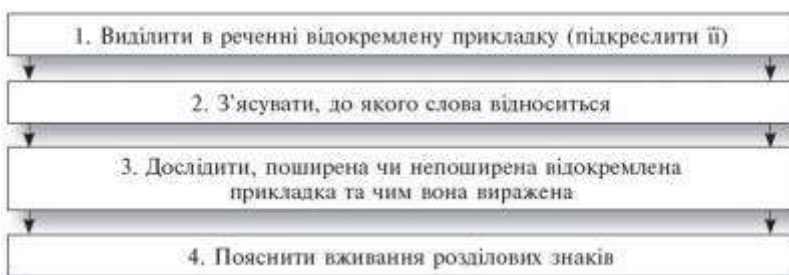 1. Виділити в реченні відокремлену прикладку (підкреслити її)
2. З'ясувати, до якого слова відноситься
3. Дослідити, поширена чи непоширена відокремлена
прикладка та чим вона виражена
4. Пояснити вживання розділових знаків